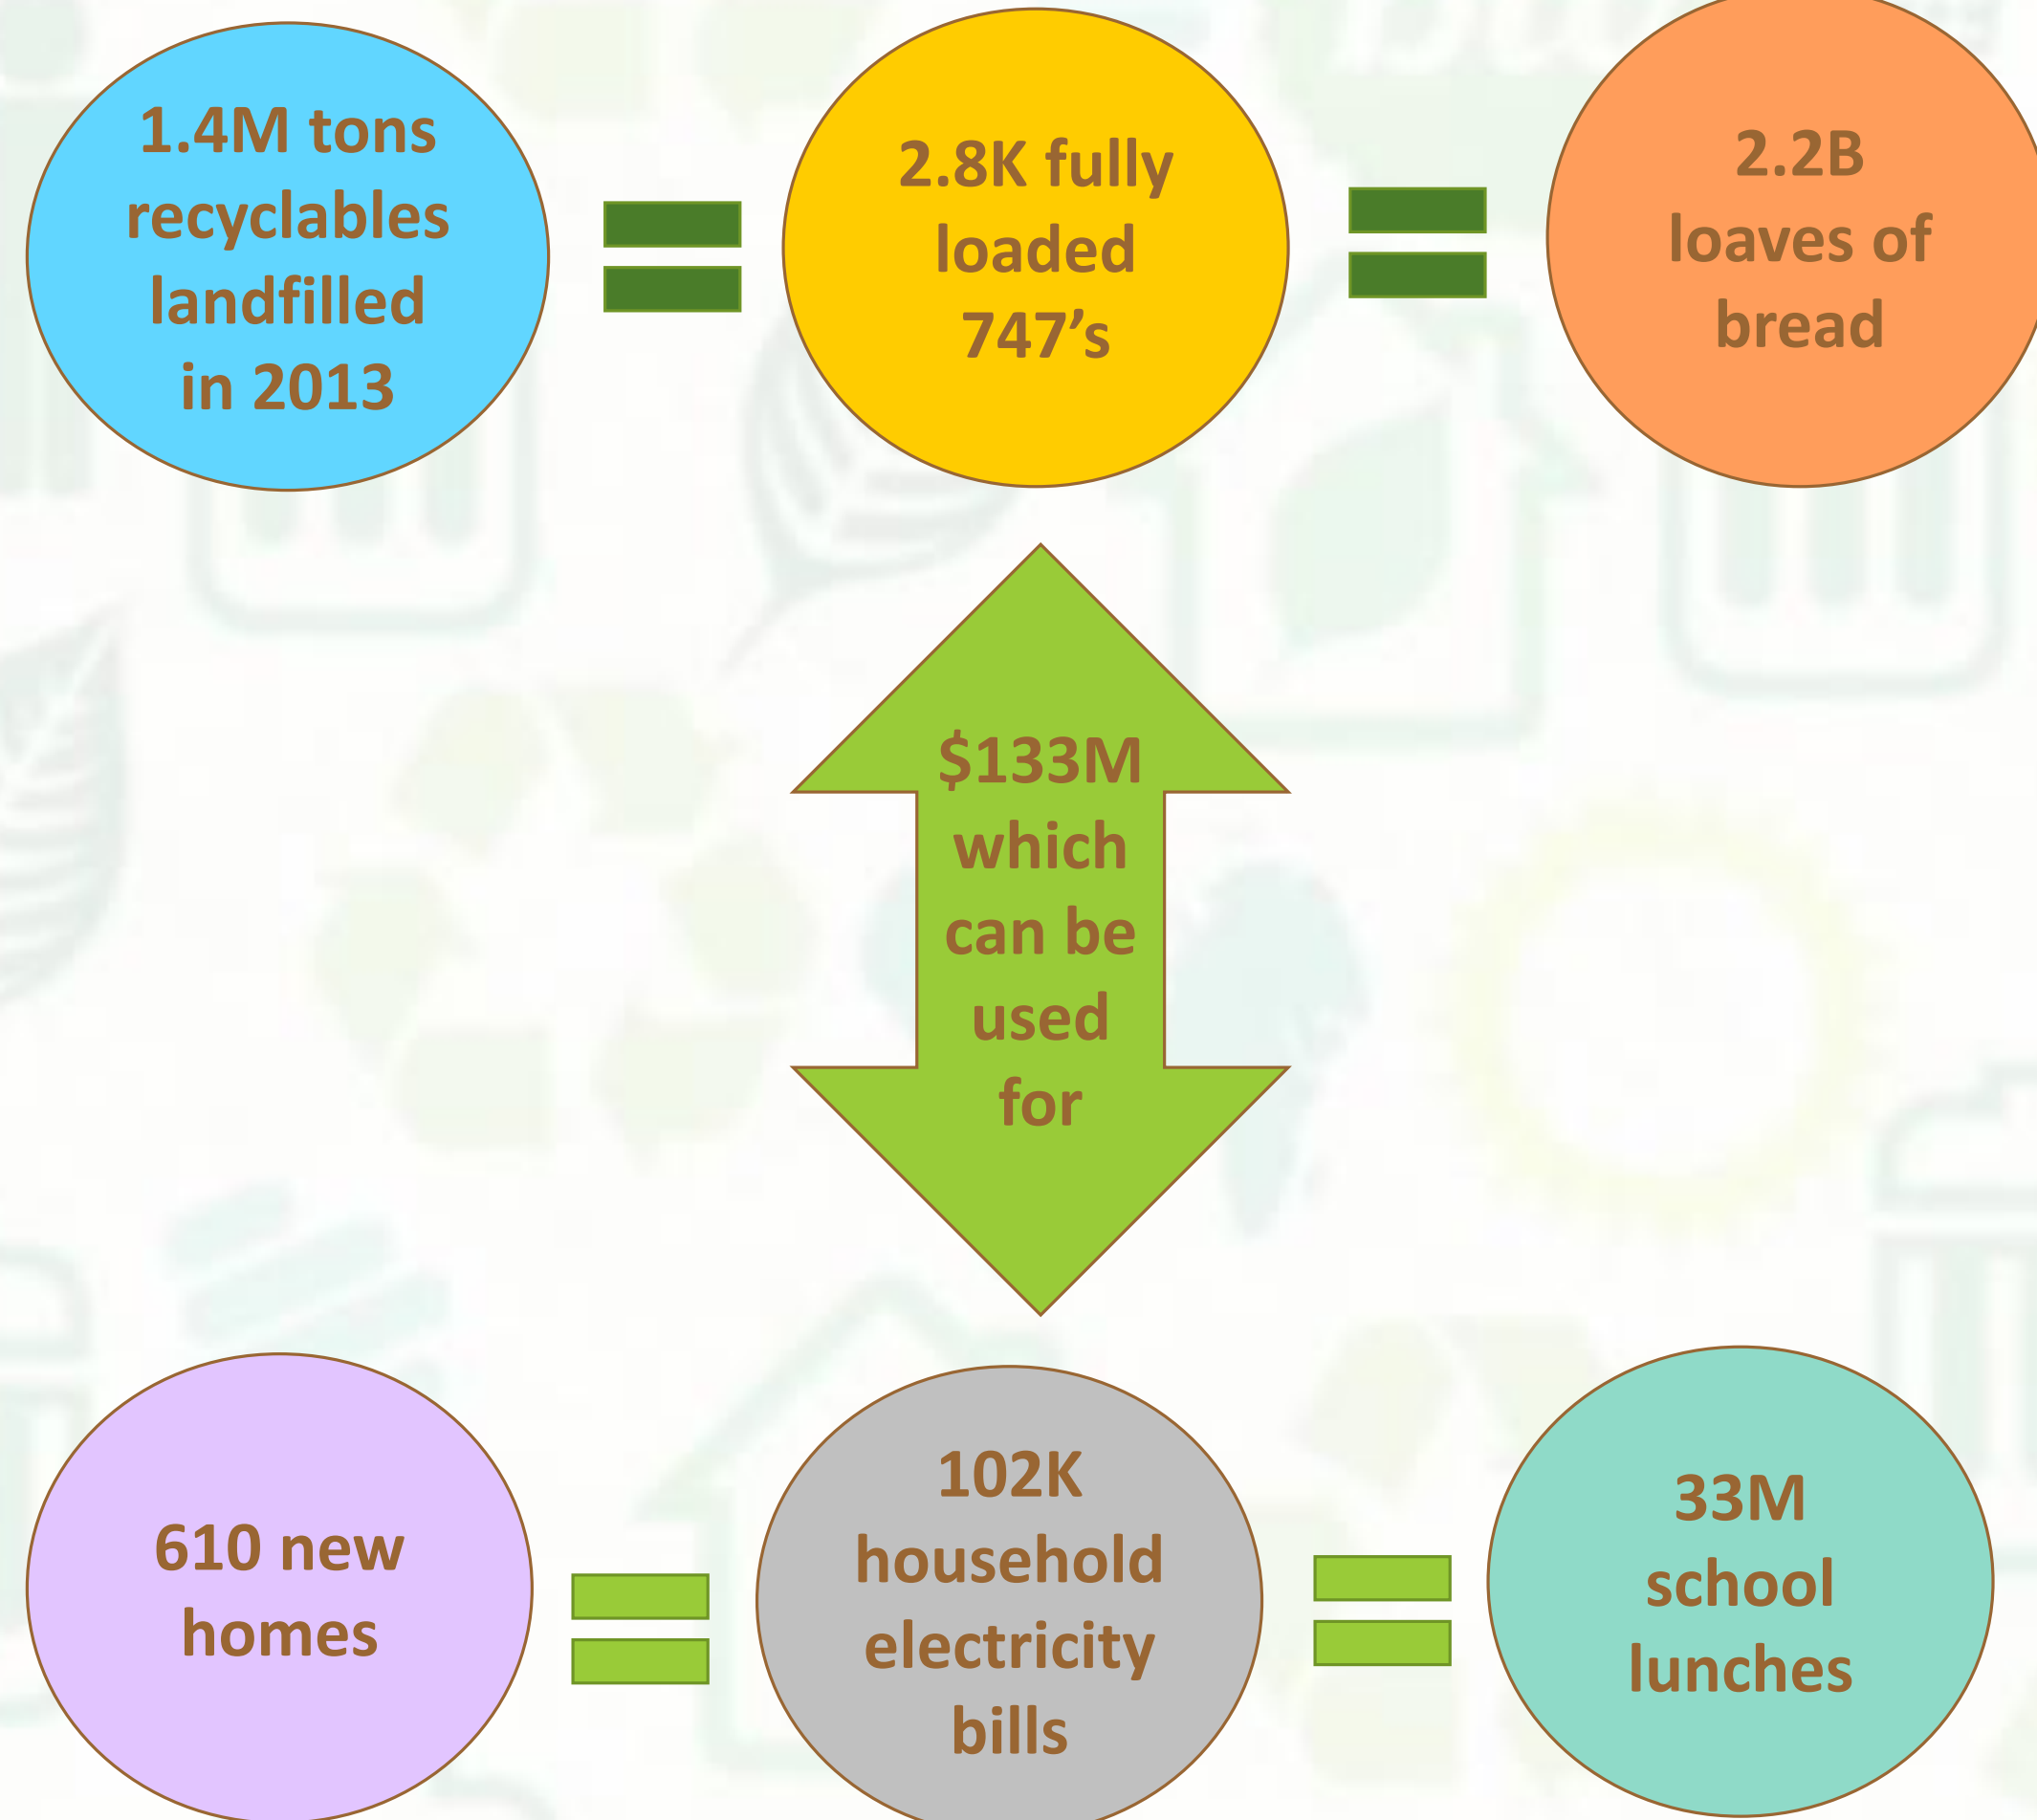 1.4M tons
recyclables
landfilled
in 2013
2.8K fully
loaded
747’s
2.2B
loaves of
bread
$133M
which
can be
used
for
610 new
homes
102K
household
electricity
bills
33M
school
lunches